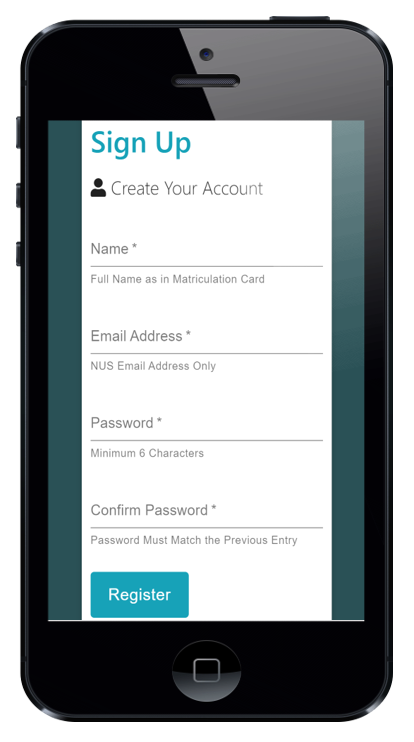 Sign Up
Create Your Account
Name *
Full Name as in Matriculation Card
Email Address *
NUS Email Address Only
Password *
Minimum 6 Characters
Confirm Password *
Password Must Match the Previous Entry
Register